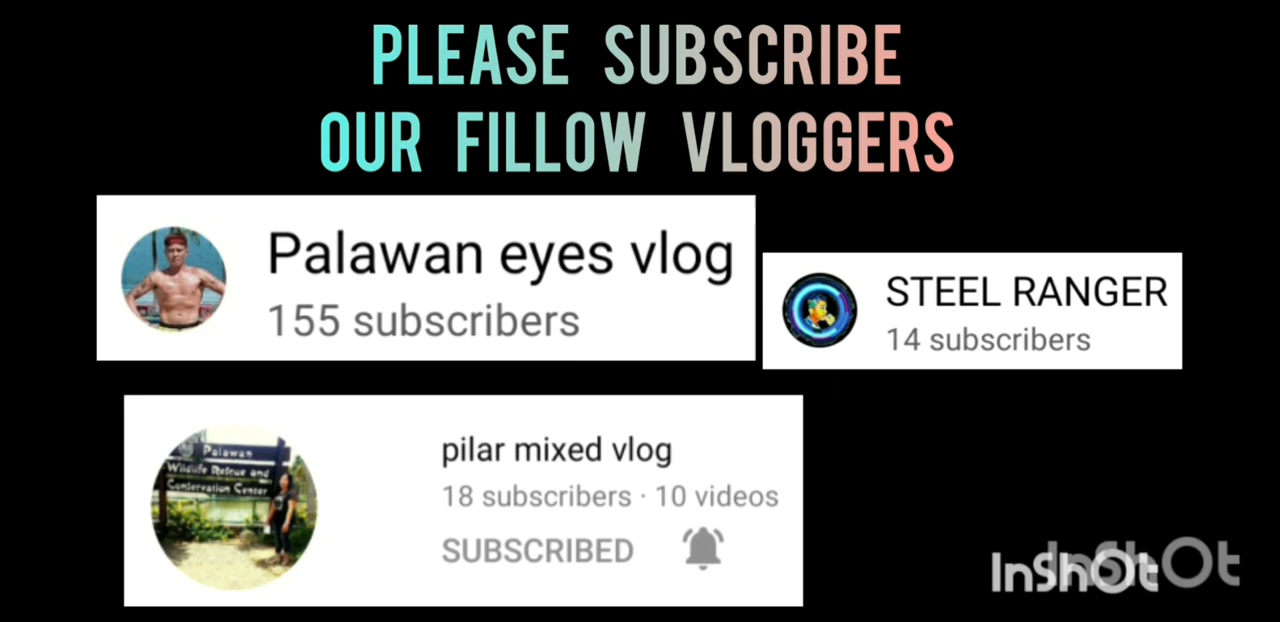 PLEASE SUBSCRIBE
OUR FILLOW VLOGGERS
Palawan eyes vlog
155 subscribers
STEEL RANGER
14 subscribers
Palawan
Wildlife Rescue and
Conservation Center
pilar mixed vlog
18 subscribers · 10 videos
SUBSCRIBED
InShOt
InShOt